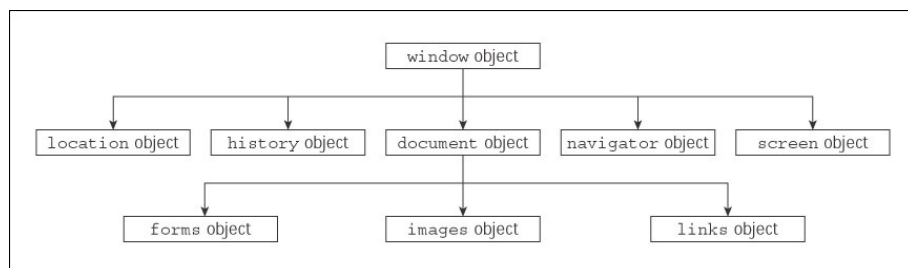 window object
location object
history object
document object
navigator object
screen object
forms object
images object
links object